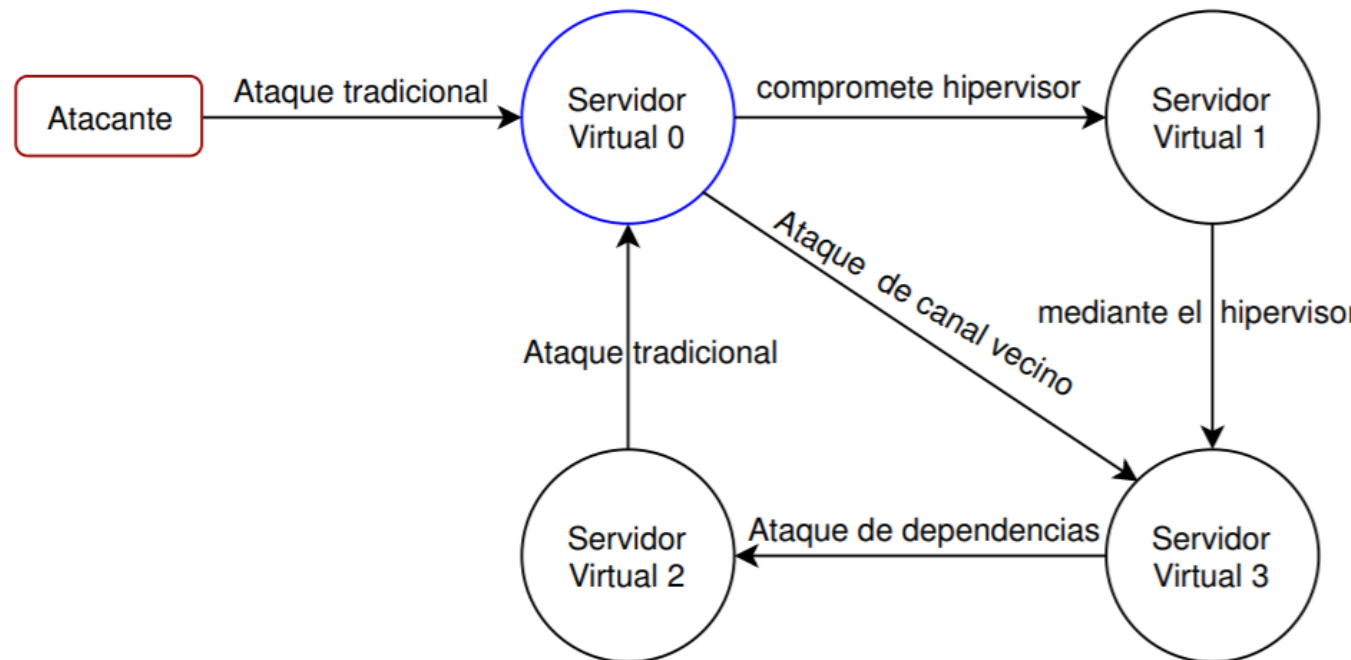 Atacante
Ataque tradicional
Servidor
Virtual 0
compromete hipervisor
Servidor
Virtual 1
Ataque de canal vecino
mediante el hipervisor
Ataque tradicional
Servidor
Virtual 2
Ataque de dependencias
Servidor
Virtual 3